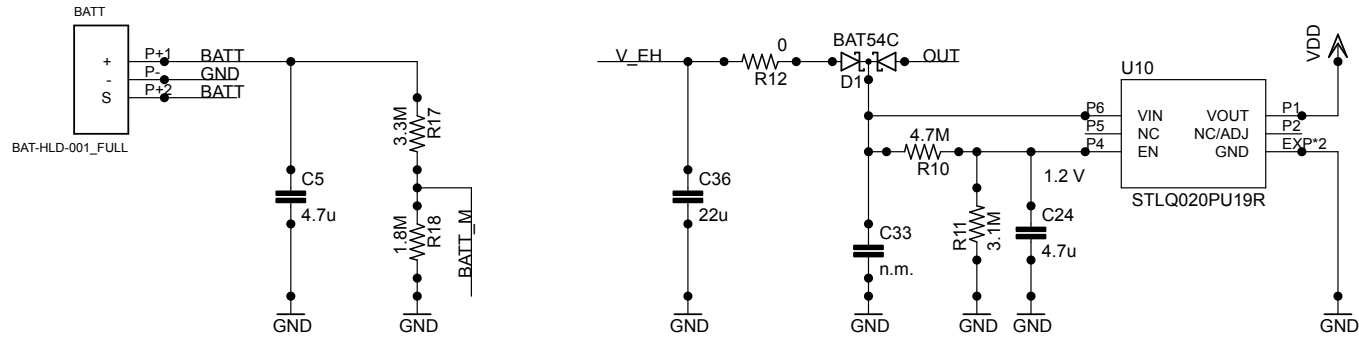 BATT
+
P+1
BATT
-
P-
GND
S
P+2
BATT
BAT-HLD-001_FULL
C5
4.7u
GND
3.3M
R17
1.8M
R18
BATT_M
GND
V_EH
0
R12
BAT54C
D1
OUT
C36
22u
GND
4.7M
R10
C33
n.m.
GND
R11
3.1M
GND
1.2 V
C24
4.7u
GND
U10
P6
VIN
VOUT
P1
P5
NC
NC/ADJ
P2
P4
EN
GND
EXP*2
STLQ020PU19R
VDD
GND